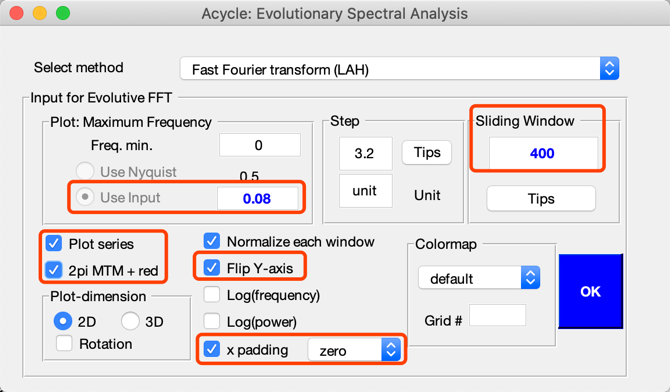 Acycle: Evolutionary Spectral Analysis
Select method
Fast Fourier transform (LAH)
Input for Evolutive FFT
Plot: Maximum Frequency
Freq. min.
0
Use Nyquist
0.5
Use Input
0.08
Step
3.2
Tips
unit
Unit
Sliding Window
400
Tips
Plot series
2pi MTM + red
Normalize each window
Flip Y-axis
Log(frequency)
Log(power)
x padding
zero
Plot-dimension
2D
3D
Rotation
Colormap
default
Grid #
OK